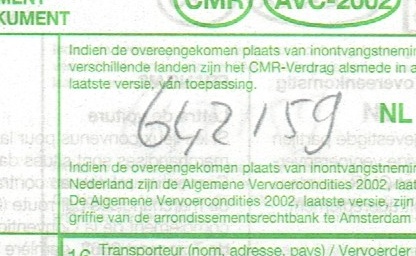 MENT
KUMENT
CMR AVC-2002
Indien de overeengekomen plaats van inontvangstnemin
verschillende landen zijn het CMR-Verdrag alsmede in a
laatste versie, van toepassing.
642159
NL
Indien de overeengekomen plaats van inontvangstnemin
Nederland zijn de Algemene Vervoercondities 2002, laat
De Algemene Vervoercondities 2002, laatste versie, zijn
griffie van de arrondissementsrechtbank te Amsterdam
16 Transporteur (nom, adresse, pays) / Vervoerder